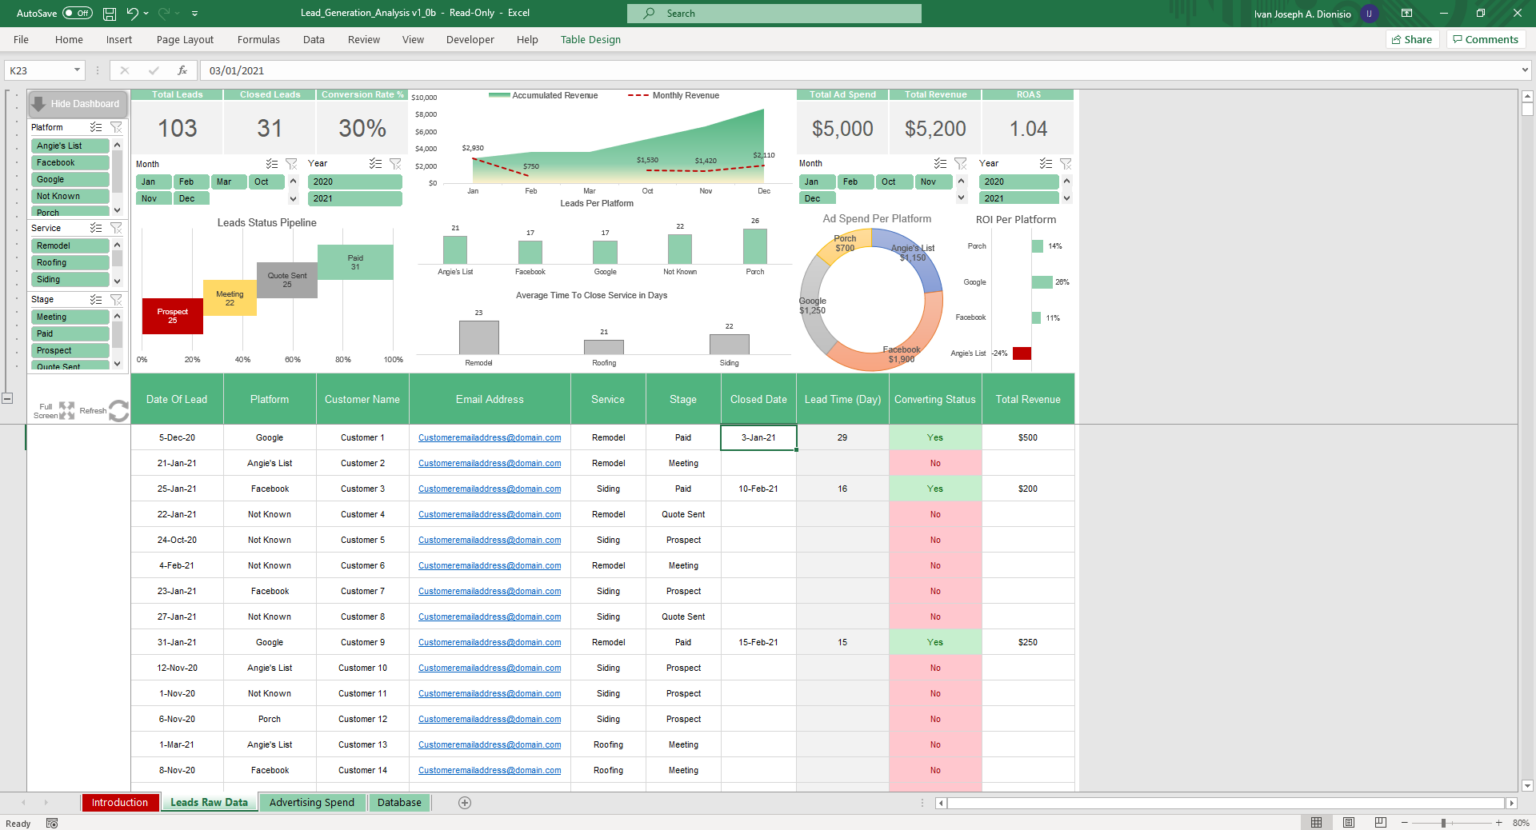 AutoSave Off
Lead_Generation_Analysis v1_0b - Read-Only - Excel
Search
Ivan Joseph A. Dionisio IJ
File Home Insert Page Layout Formulas Data Review View Developer Help Table Design
Share Comments
K23 fx 03/01/2021
Hide Dashboard
Platform
Angie's List
Facebook
Google
Not Known
Porch
Service
Remodel
Roofing
Siding
Stage
Meeting
Paid
Prospect
Quote Sent
Full Screen
Refresh
Total Leads Closed Leads Conversion Rate %
103 31 30%
Month
Jan Feb Mar Oct
Nov Dec
Year
2020
2021
Leads Status Pipeline
Paid
31
Quote Sent
25
Meeting
22
Prospect
25
0% 20% 40% 60% 80% 100%
Accumulated Revenue Monthly Revenue
$10,000
$8,000
$6,000
$4,000
$2,000
$0
$2,930 $750 $1,530 $1,420 $2,110
Jan Feb Mar Oct Nov Dec
Leads Per Platform
21 17 17 22 26
Angie's List Facebook Google Not Known Porch
Average Time To Close Service in Days
23 21 22
Remodel Roofing Siding
Total Ad Spend Total Revenue ROAS
$5,000 $5,200 1.04
Month
Jan Feb Oct Nov
Dec
Year
2020
2021
Ad Spend Per Platform
Porch
$700
Angie's List
$1,150
Google
$1,250
Facebook
$1,900
ROI Per Platform
Porch 14%
Google 26%
Facebook 11%
Angie's List -24%
Date Of Lead Platform Customer Name Email Address Service Stage Closed Date Lead Time (Day) Converting Status Total Revenue
5-Dec-20 Google Customer 1 Customeremailaddress@domain.com Remodel Paid 3-Jan-21 29 Yes $500
21-Jan-21 Angie's List Customer 2 Customeremailaddress@domain.com Remodel Meeting No
25-Jan-21 Facebook Customer 3 Customeremailaddress@domain.com Siding Paid 10-Feb-21 16 Yes $200
22-Jan-21 Not Known Customer 4 Customeremailaddress@domain.com Remodel Quote Sent No
24-Oct-20 Not Known Customer 5 Customeremailaddress@domain.com Siding Prospect No
4-Feb-21 Not Known Customer 6 Customeremailaddress@domain.com Remodel Meeting No
23-Jan-21 Facebook Customer 7 Customeremailaddress@domain.com Siding Prospect No
27-Jan-21 Not Known Customer 8 Customeremailaddress@domain.com Siding Quote Sent No
31-Jan-21 Google Customer 9 Customeremailaddress@domain.com Remodel Paid 15-Feb-21 15 Yes $250
12-Nov-20 Angie's List Customer 10 Customeremailaddress@domain.com Siding Prospect No
1-Nov-20 Not Known Customer 11 Customeremailaddress@domain.com Siding Prospect No
6-Nov-20 Porch Customer 12 Customeremailaddress@domain.com Siding Prospect No
1-Mar-21 Angie's List Customer 13 Customeremailaddress@domain.com Roofing Meeting No
8-Nov-20 Facebook Customer 14 Customeremailaddress@domain.com Roofing Meeting No
Introduction Leads Raw Data Advertising Spend Database
Ready
80%